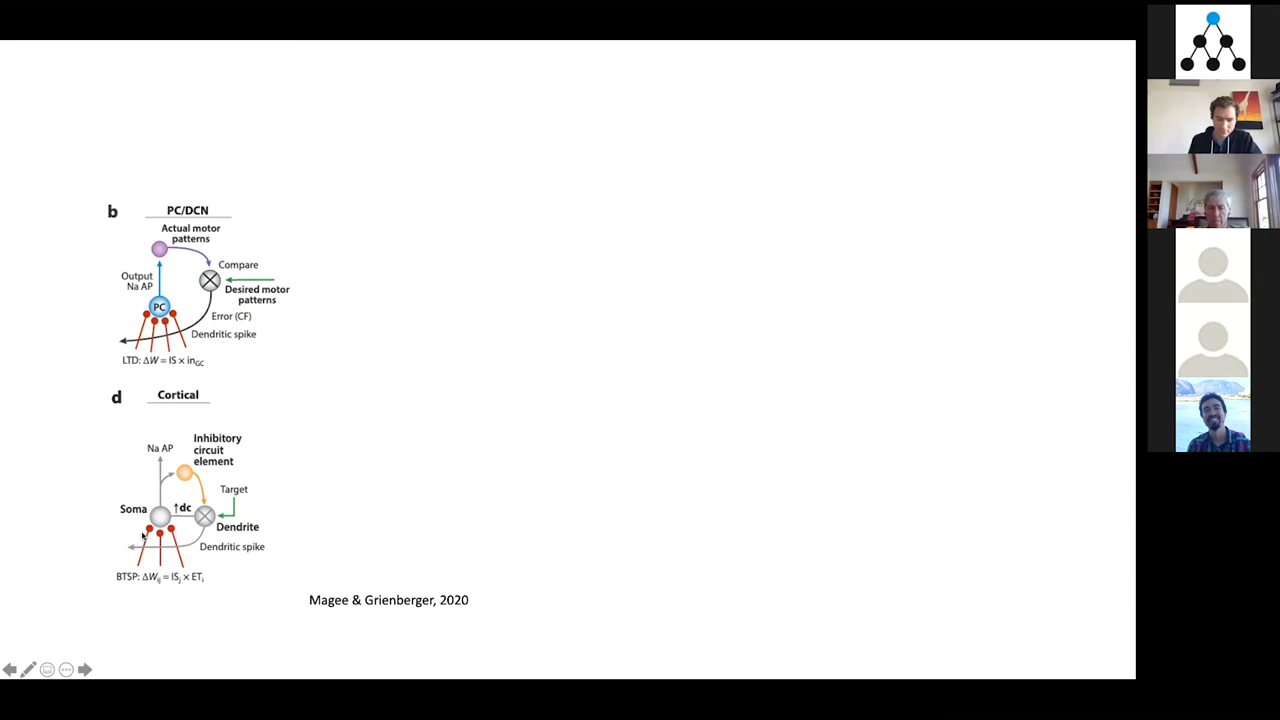 b
PC/DCN
Actual motor
patterns
Compare
Output
Na AP
Desired motor
patterns
PC
Error (CF)
Dendritic spike
LTD: ΔW = IS × in_GC
d
Cortical
Inhibitory
circuit
element
Na AP
Target
Soma
↑dc
Dendrite
Dendritic spike
BTSP: ΔW_ij = IS_j × ET_i
Magee & Grienberger, 2020